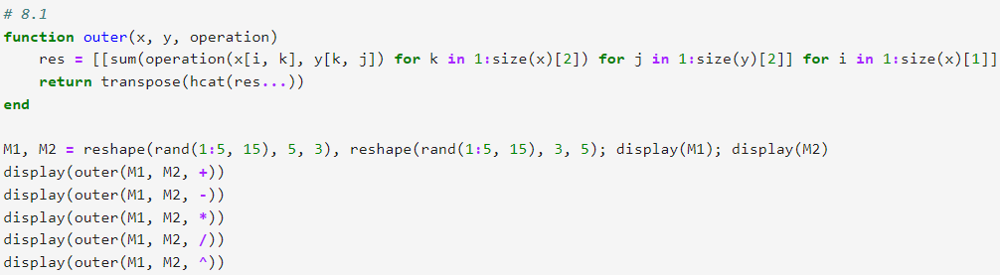 # 8.1
function outer(x, y, operation)
    res = [[sum(operation(x[i, k], y[k, j]) for k in 1:size(x)[2]) for j in 1:size(y)[2]] for i in 1:size(x)[1]]
    return transpose(hcat(res...))
end

M1, M2 = reshape(rand(1:5, 15), 5, 3), reshape(rand(1:5, 15), 3, 5); display(M1); display(M2)
display(outer(M1, M2, +))
display(outer(M1, M2, -))
display(outer(M1, M2, *))
display(outer(M1, M2, /))
display(outer(M1, M2, ^))